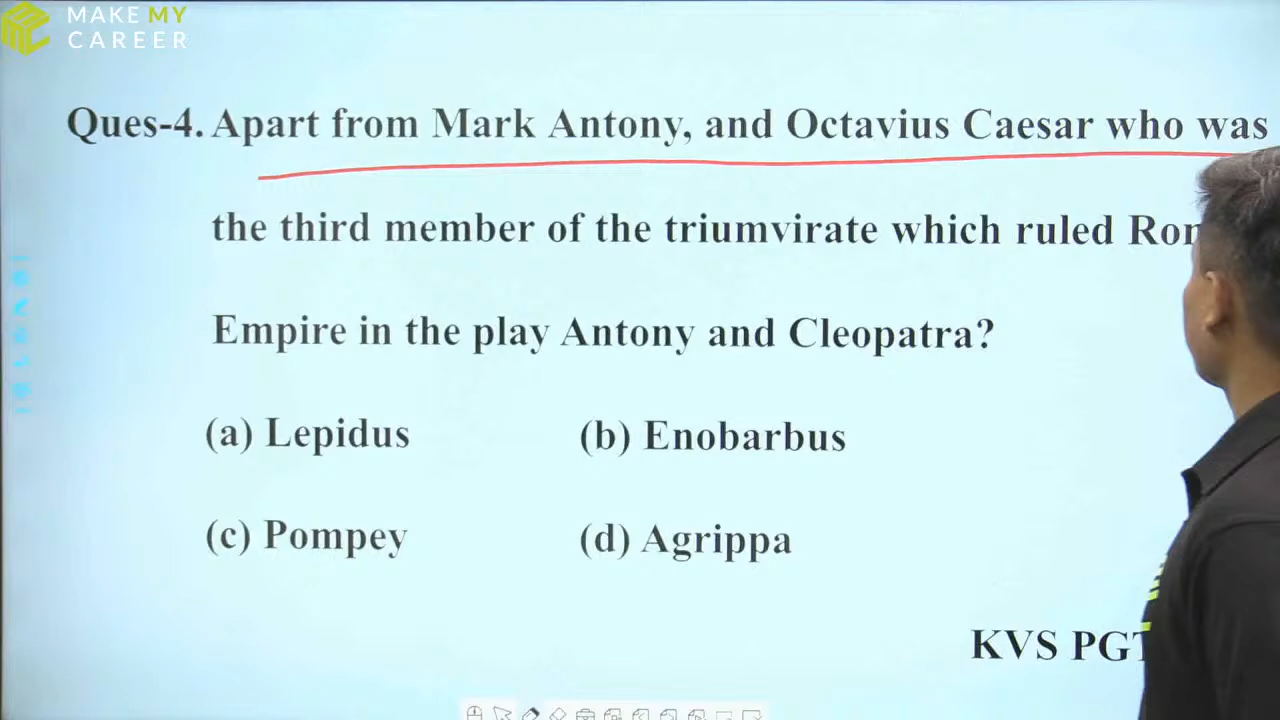 MAKE MY
CAREER
Ques-4. Apart from Mark Antony, and Octavius Caesar who was
the third member of the triumvirate which ruled
Empire in the play Antony and Cleopatra?
(a) Lepidus (b) Enobarbus
(c) Pompey (d) Agrippa
KVS